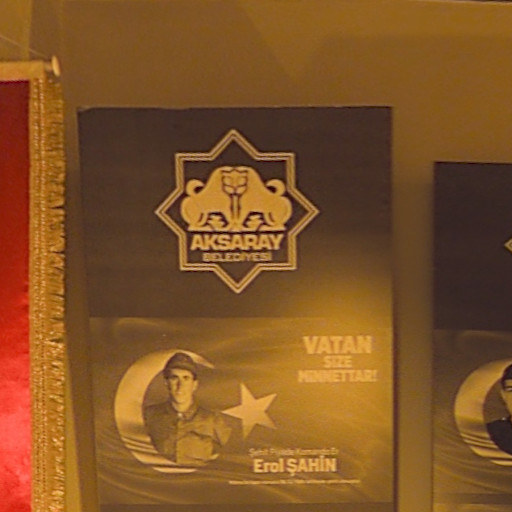 AKSARAY
BELEDİYESİ
VATAN
SİZE
MİNNETTAR!
Şehit Piyade Komando Er
Erol ŞAHİN